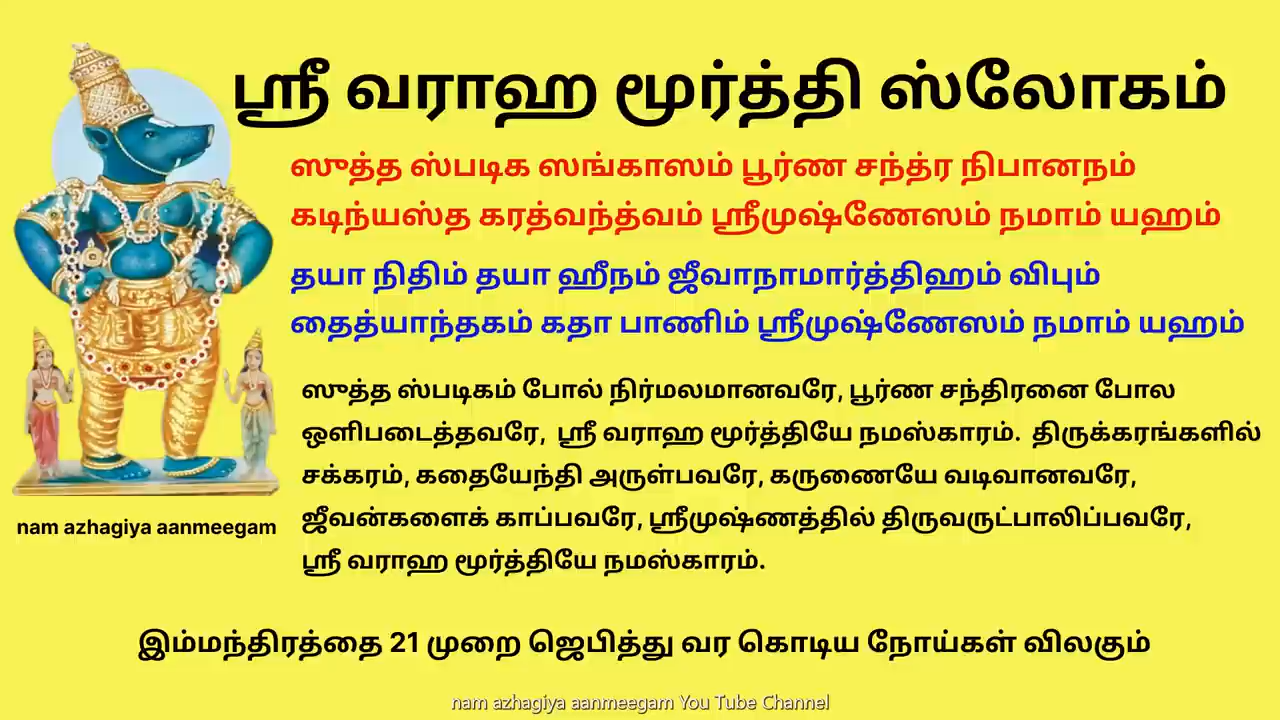 ஸ்ரீ வராஹ மூர்த்தி ஸ்லோகம்
ஸுத்த ஸ்படிக ஸங்காஸம் பூர்ண சந்த்ர நிபானநம்
கடிந்யஸ்த கரத்வந்த்வம் ஸ்ரீமுஷ்ணேஸம் நமாம் யஹம்
தயா நிதிம் தயா ஹீநம் ஜீவாநாமார்த்திஹம் விபும்
தைத்யாந்தகம் கதா பாணிம் ஸ்ரீமுஷ்ணேஸம் நமாம் யஹம்
ஸுத்த ஸ்படிகம் போல் நிர்மலமானவரே, பூர்ண சந்திரனை போல
ஒளிபடைத்தவரே, ஸ்ரீ வராஹ மூர்த்தியே நமஸ்காரம். திருக்கரங்களில்
சக்கரம், கதையேந்தி அருள்பவரே, கருணையே வடிவானவரே,
ஜீவன்களைக் காப்பவரே, ஸ்ரீமுஷ்ணத்தில் திருவருட்பாலிப்பவரே,
ஸ்ரீ வராஹ மூர்த்தியே நமஸ்காரம்.
nam azhagiya aanmeegam
இம்மந்திரத்தை 21 முறை ஜெபித்து வர கொடிய நோய்கள் விலகும்
nam azhagiya aanmeegam You Tube Channel